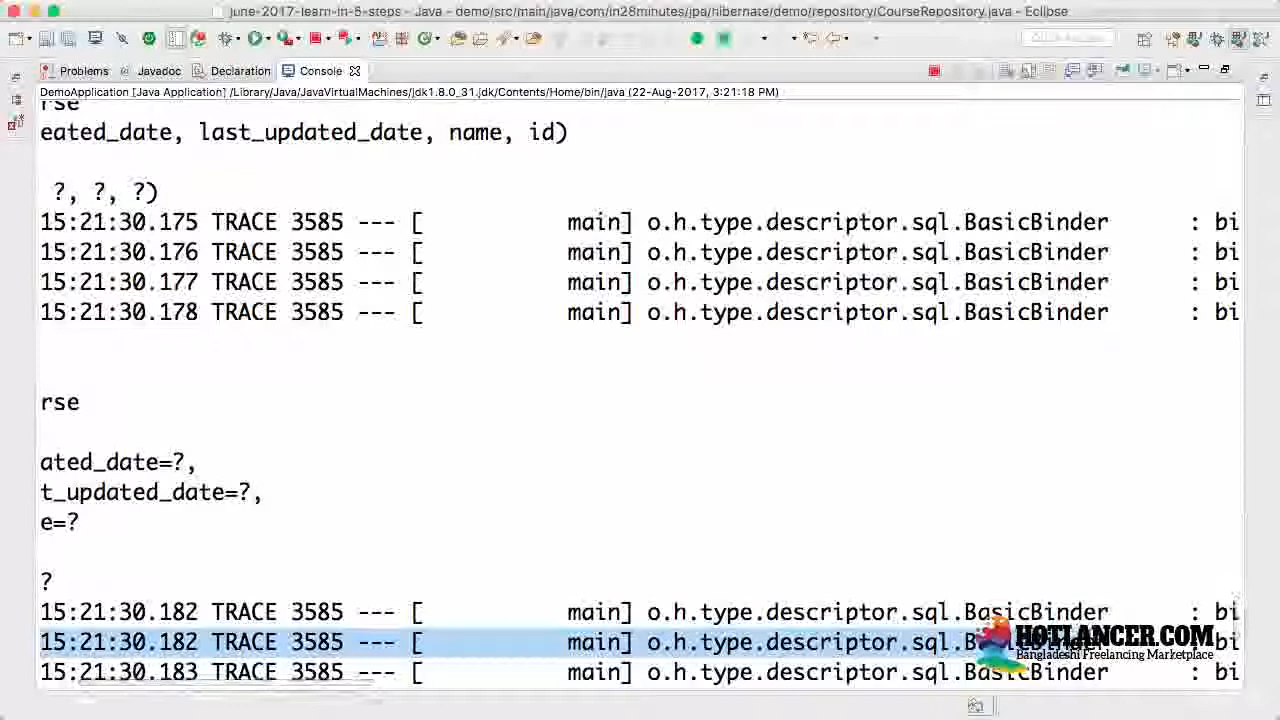 june-2017-learn-in-5-steps - Java - demo/src/main/java/com/in28minutes/jpa/hibernate/demo/repository/CourseRepository.java - Eclipse
Problems @ Javadoc Declaration Console
DemoApplication [Java Application] /Library/Java/JavaVirtualMachines/jdk1.8.0_31.jdk/Contents/Home/bin/java (22-Aug-2017, 3:21:18 PM)
rse
eated_date, last_updated_date, name, id)
?, ?, ?)
15:21:30.175 TRACE 3585 --- [ main] o.h.type.descriptor.sql.BasicBinder : bi
15:21:30.176 TRACE 3585 --- [ main] o.h.type.descriptor.sql.BasicBinder : bi
15:21:30.177 TRACE 3585 --- [ main] o.h.type.descriptor.sql.BasicBinder : bi
15:21:30.178 TRACE 3585 --- [ main] o.h.type.descriptor.sql.BasicBinder : bi
rse
ated_date=?,
t_updated_date=?,
e=?
?
15:21:30.182 TRACE 3585 --- [ main] o.h.type.descriptor.sql.BasicBinder : bi
15:21:30.182 TRACE 3585 --- [ main] o.h.type.descriptor.sql.
15:21:30.183 TRACE 3585 --- [ main] o.h.type.descriptor.sql.BasicBinder : bi
HOTLANCER.COM
Bangladeshi Freelancing Marketplace